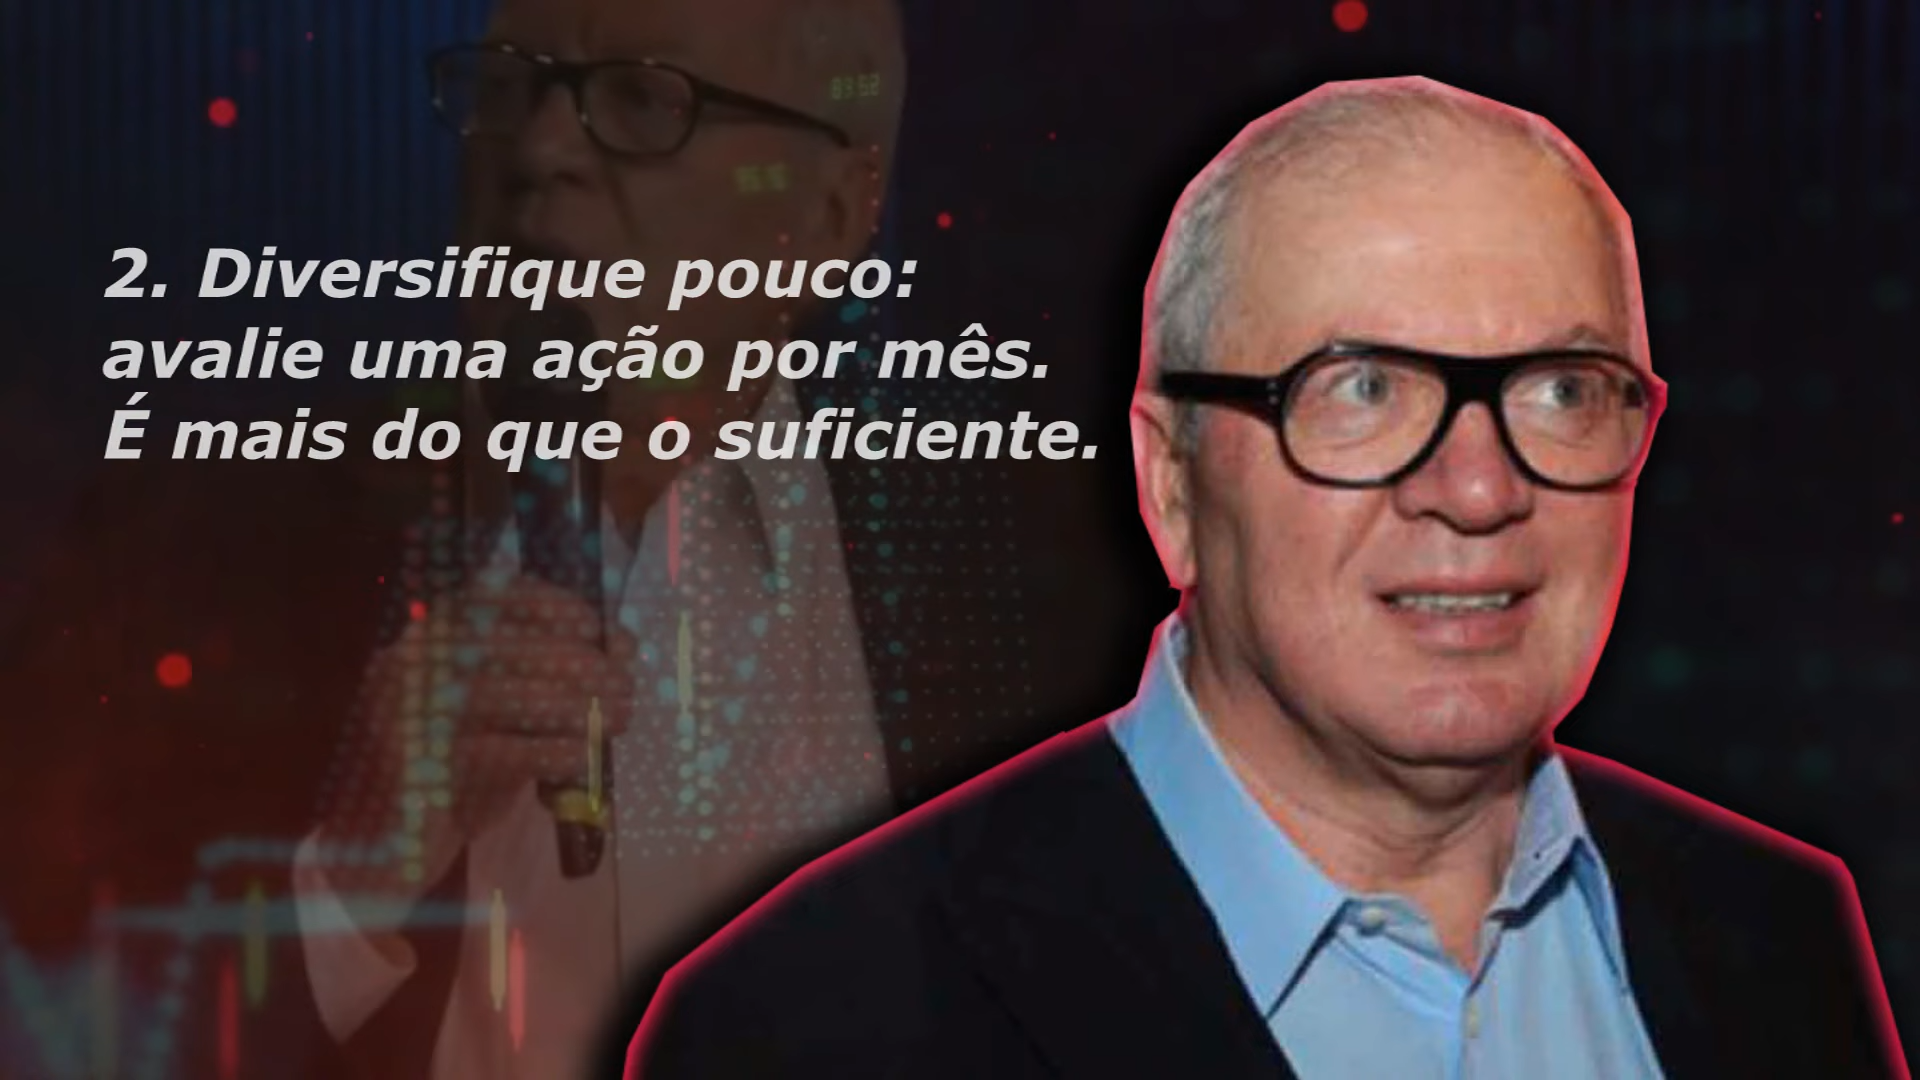 2. Diversifique pouco:
avalie uma ação por mês.
É mais do que o suficiente.